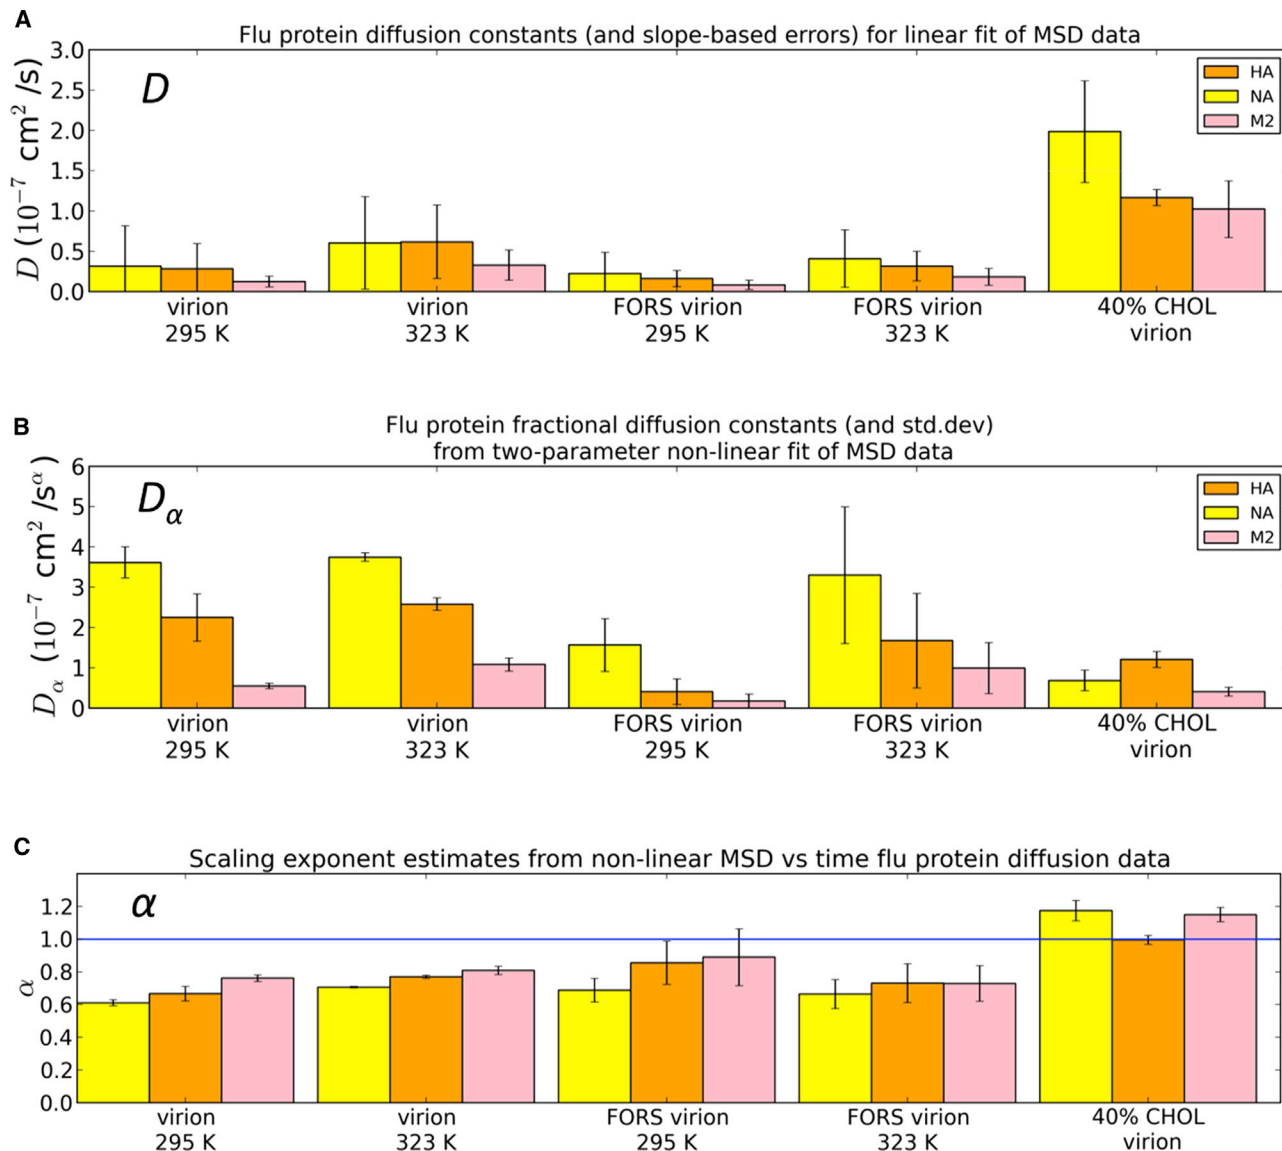 A
Flu protein diffusion constants (and slope-based errors) for linear fit of MSD data
D
D (10⁻⁷ cm² /s)
3.0
2.5
2.0
1.5
1.0
0.5
0.0
HA
NA
M2
virion
295 K
virion
323 K
FORS virion
295 K
FORS virion
323 K
40% CHOL
virion
B
Flu protein fractional diffusion constants (and std.dev)
from two-parameter non-linear fit of MSD data
Dα
Dα (10⁻⁷ cm² /sᵅ)
6
5
4
3
2
1
0
HA
NA
M2
virion
295 K
virion
323 K
FORS virion
295 K
FORS virion
323 K
40% CHOL
virion
C
Scaling exponent estimates from non-linear MSD vs time flu protein diffusion data
α
α
1.2
1.0
0.8
0.6
0.4
0.2
0.0
virion
295 K
virion
323 K
FORS virion
295 K
FORS virion
323 K
40% CHOL
virion